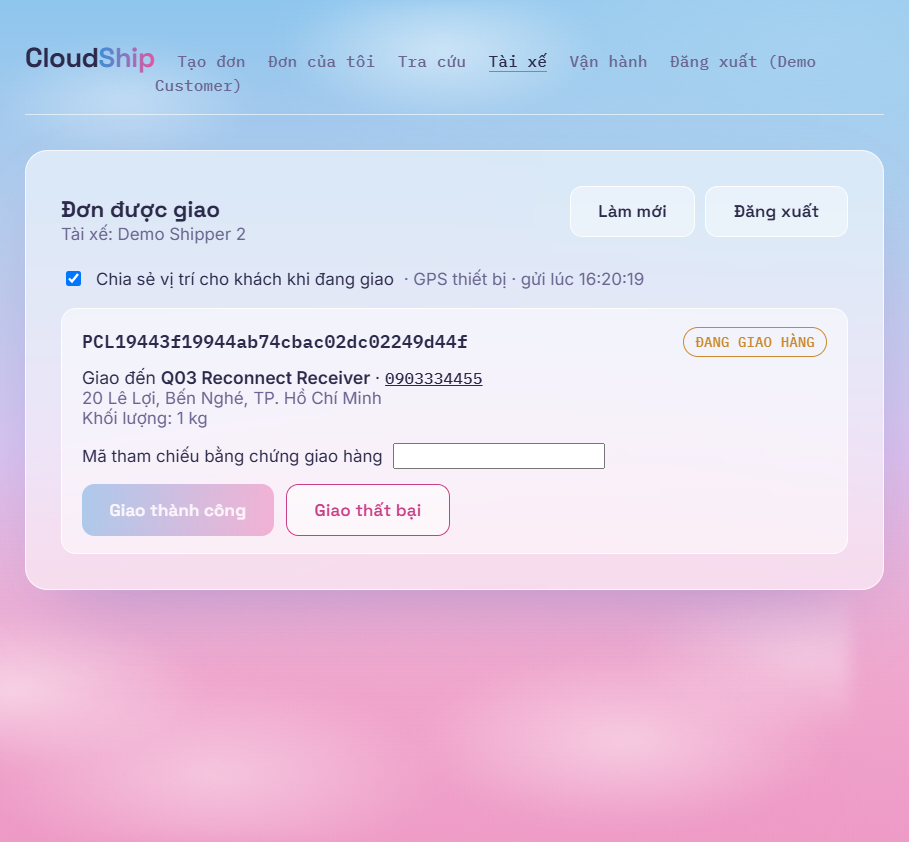 CloudShip Tạo đơn Đơn của tôi Tra cứu Tài xế Vận hành Đăng xuất (Demo
Customer)
Đơn được giao
Tài xế: Demo Shipper 2
Làm mới
Đăng xuất
Chia sẻ vị trí cho khách khi đang giao · GPS thiết bị · gửi lúc 16:20:19
PCL19443f19944ab74cbac02dc02249d44f
ĐANG GIAO HÀNG
Giao đến Q03 Reconnect Receiver · 0903334455
20 Lê Lợi, Bến Nghé, TP. Hồ Chí Minh
Khối lượng: 1 kg
Mã tham chiếu bằng chứng giao hàng
Giao thành công
Giao thất bại